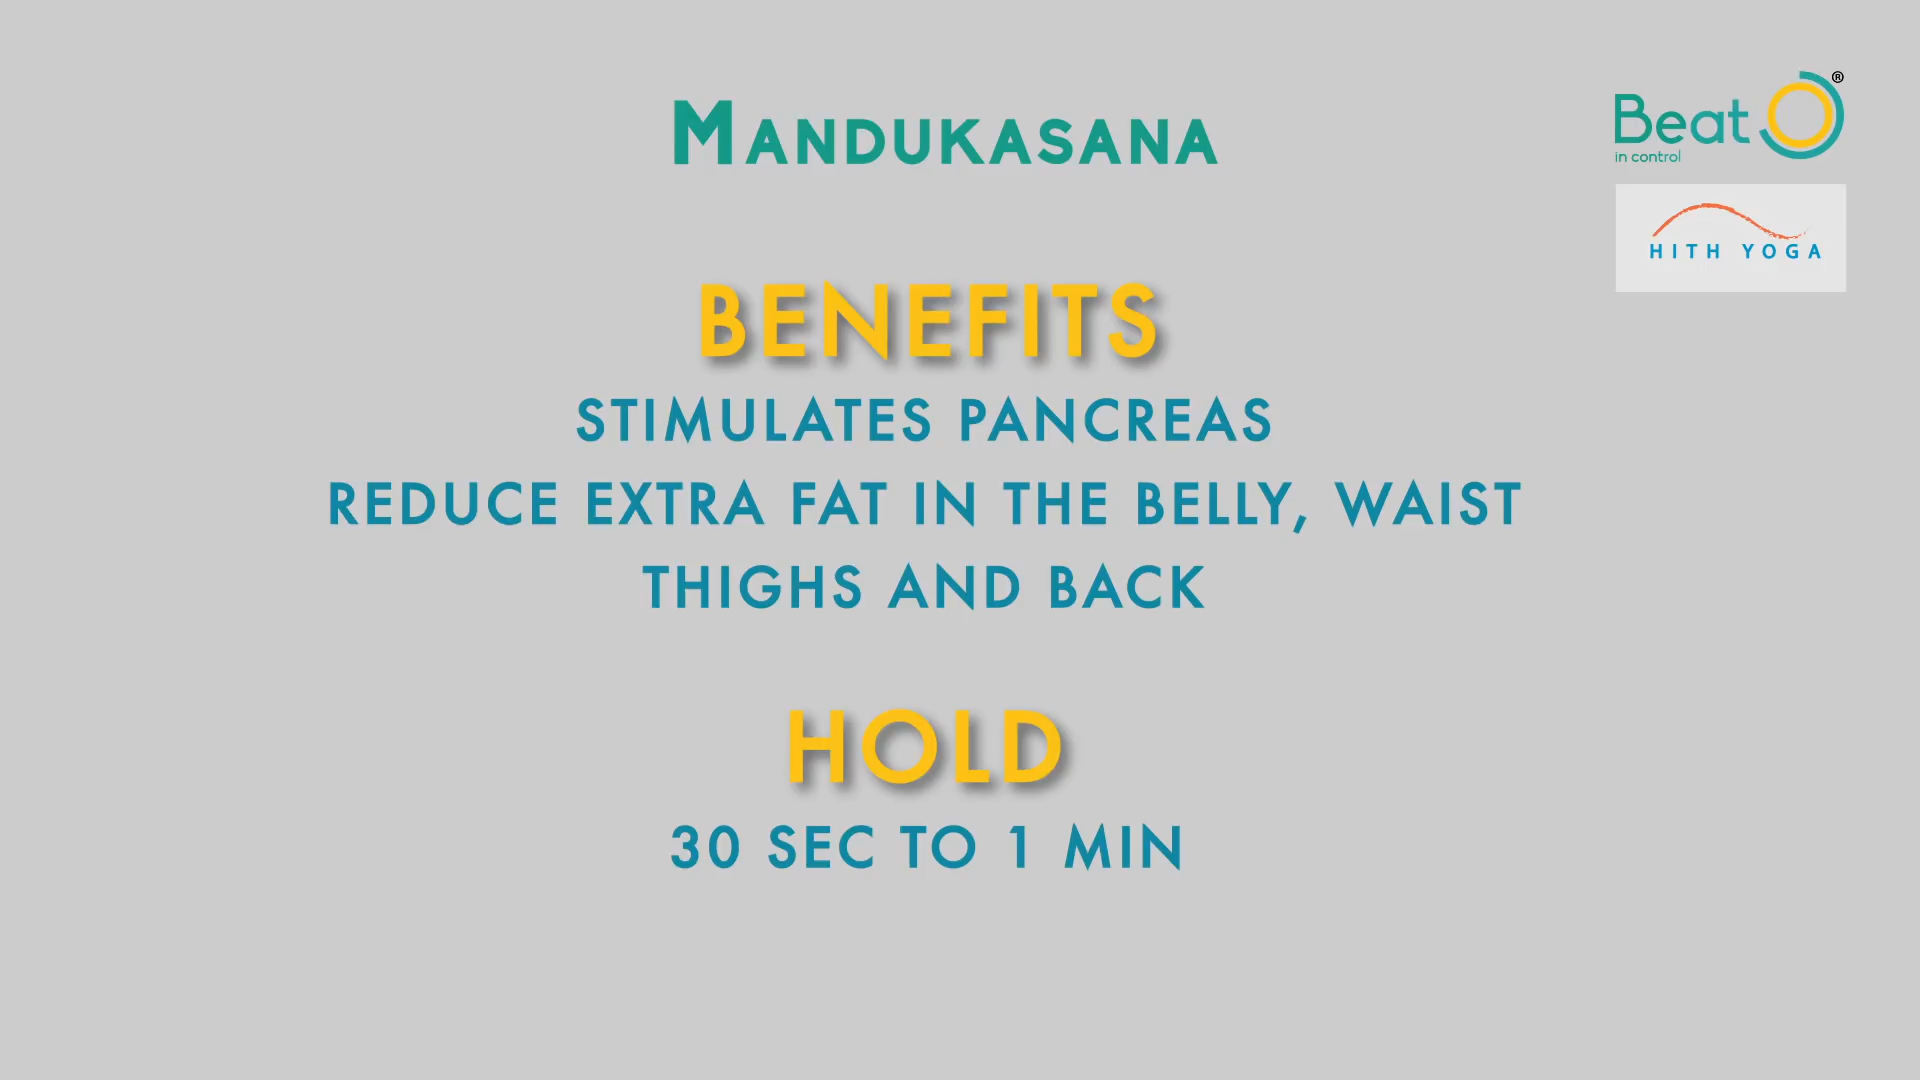 MANDUKASANA
BeatO®
in control
HITH YOGA
BENEFITS
STIMULATES PANCREAS
REDUCE EXTRA FAT IN THE BELLY, WAIST
THIGHS AND BACK
HOLD
30 SEC TO 1 MIN